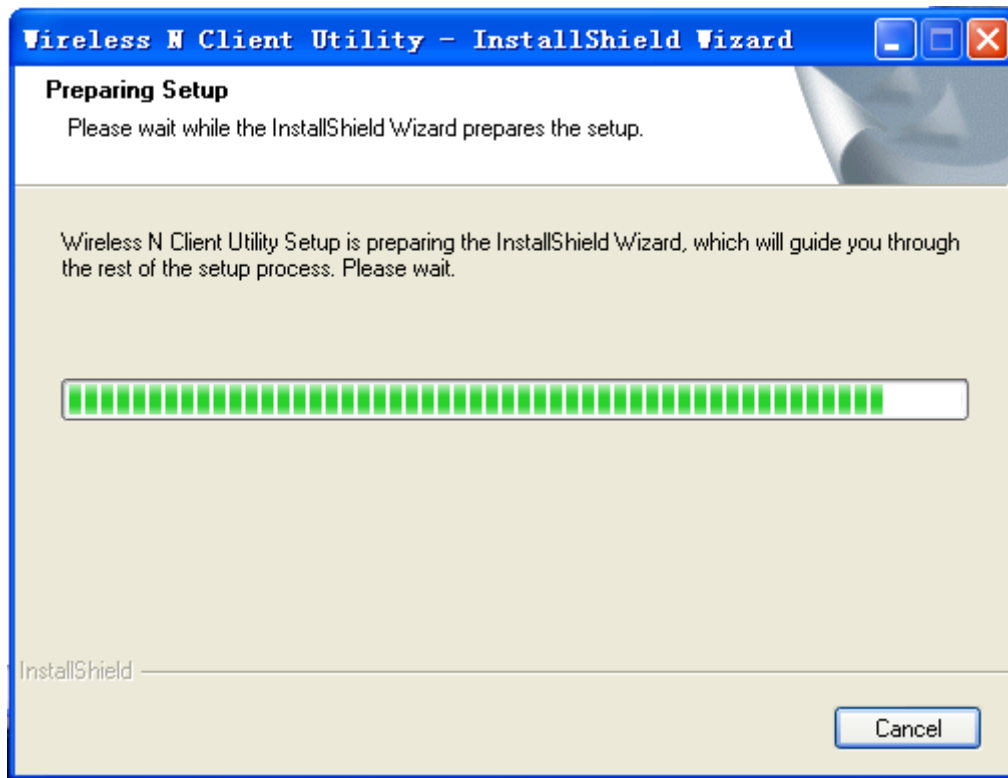 Wireless N Client Utility - InstallShield Wizard
Preparing Setup
Please wait while the InstallShield Wizard prepares the setup.
Wireless N Client Utility Setup is preparing the InstallShield Wizard, which will guide you through
the rest of the setup process. Please wait.
InstallShield
Cancel